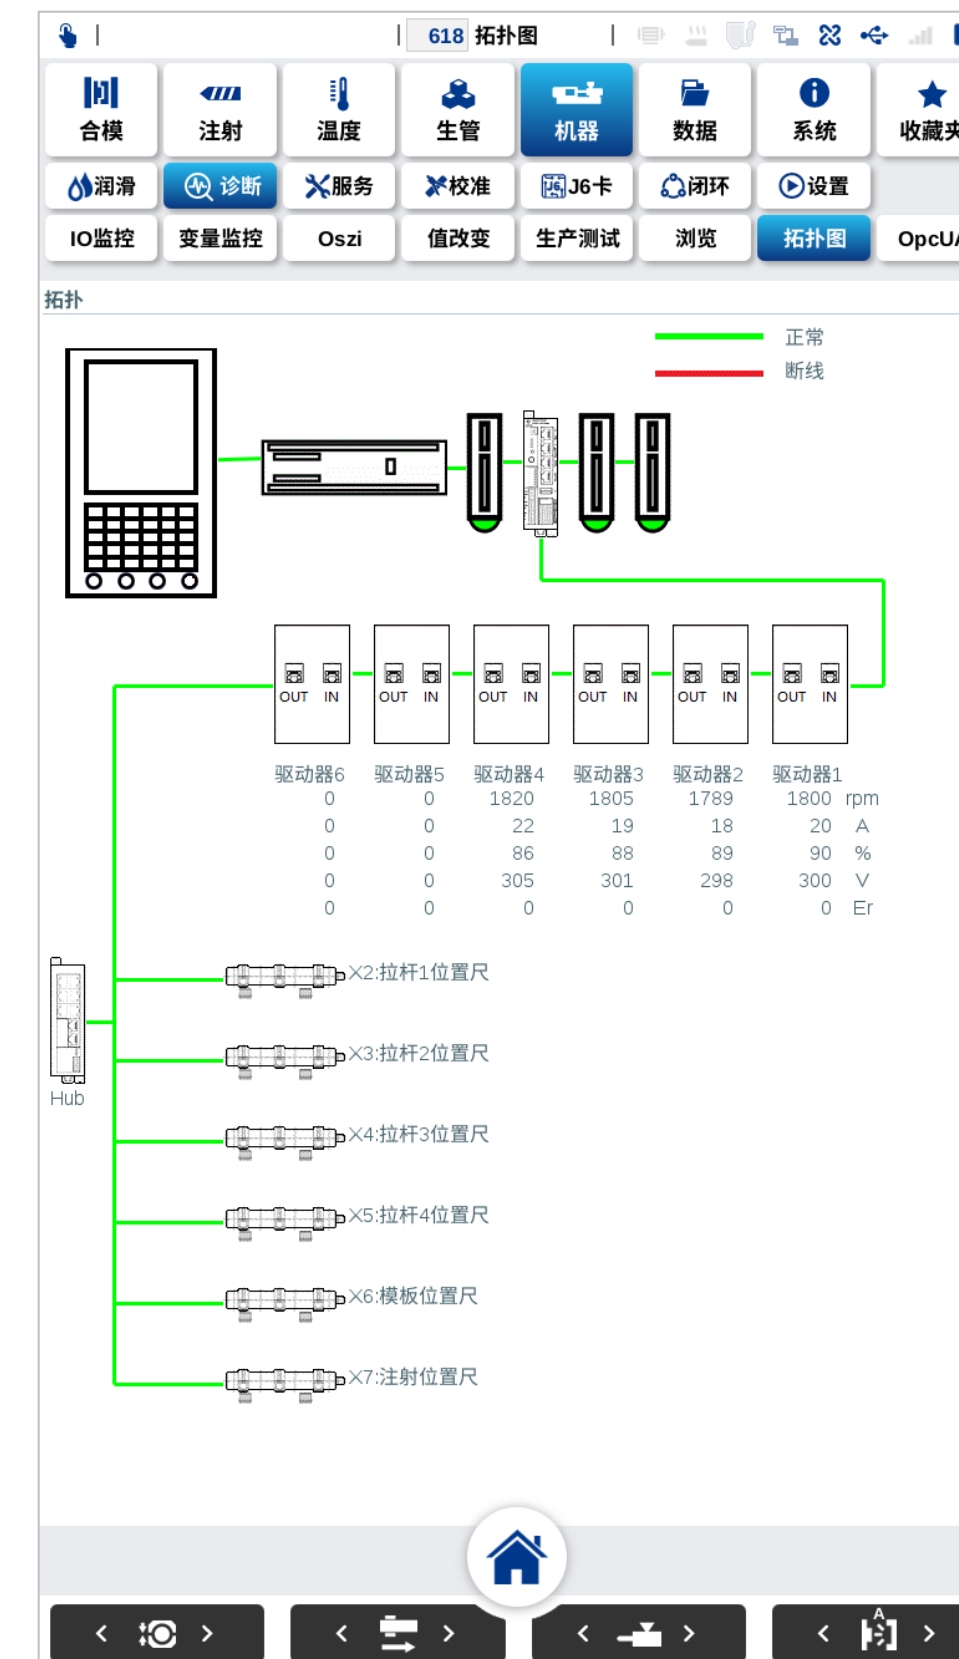 618 拓扑图
合模 注射 温度 生管 机器 数据 系统 收藏夹
润滑 诊断 服务 校准 J6卡 闭环 设置
IO监控 变量监控 Oszi 值改变 生产测试 浏览 拓扑图 OpcUA
拓扑
正常
断线
OUT IN OUT IN OUT IN OUT IN OUT IN OUT IN
驱动器6 驱动器5 驱动器4 驱动器3 驱动器2 驱动器1
0 0 1820 1805 1789 1800 rpm
0 0 22 19 18 20 A
0 0 86 88 89 90 %
0 0 305 301 298 300 V
0 0 0 0 0 0 Er
X2:拉杆1位置尺
X3:拉杆2位置尺
Hub
X4:拉杆3位置尺
X5:拉杆4位置尺
X6:模板位置尺
X7:注射位置尺
A